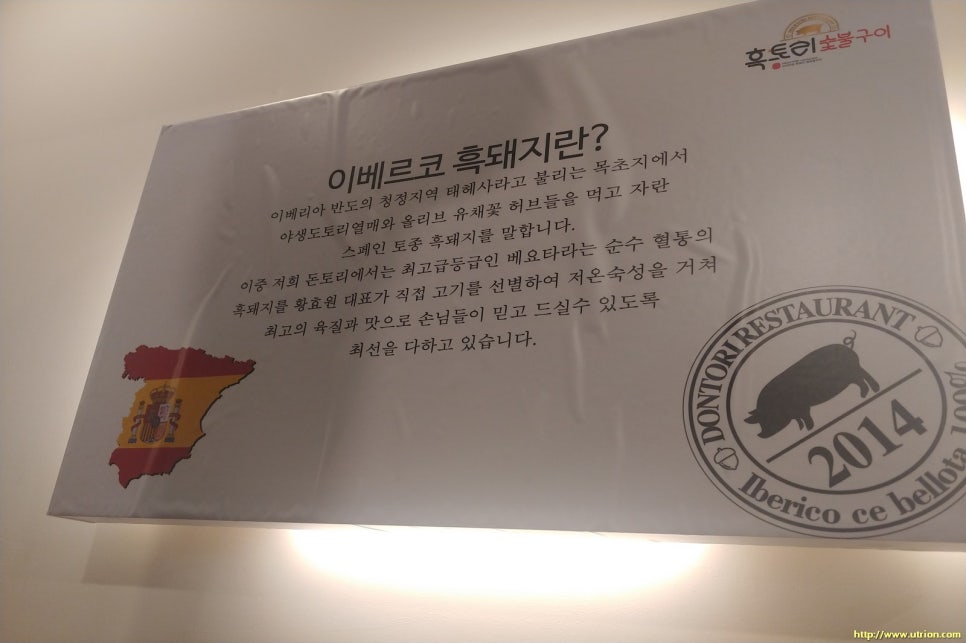 흑토리 숯불구이
이베르코 흑돼지란?
이베리아 반도의 청정지역 태헤사라고 불리는 목초지에서
야생도토리열매와 올리브 유채꽃 허브들을 먹고 자란
스페인 토종 흑돼지를 말합니다.
이중 저희 돈토리에서는 최고급등급인 베요타라는 순수 혈통의
흑돼지를 황효원 대표가 직접 고기를 선별하여 저온숙성을 거쳐
최고의 육질과 맛으로 손님들이 믿고 드실수 있도록
최선을 다하고 있습니다.
DONTORI RESTAURANT
2014
Iberico ce bellota 100%
http://www.utrion.com